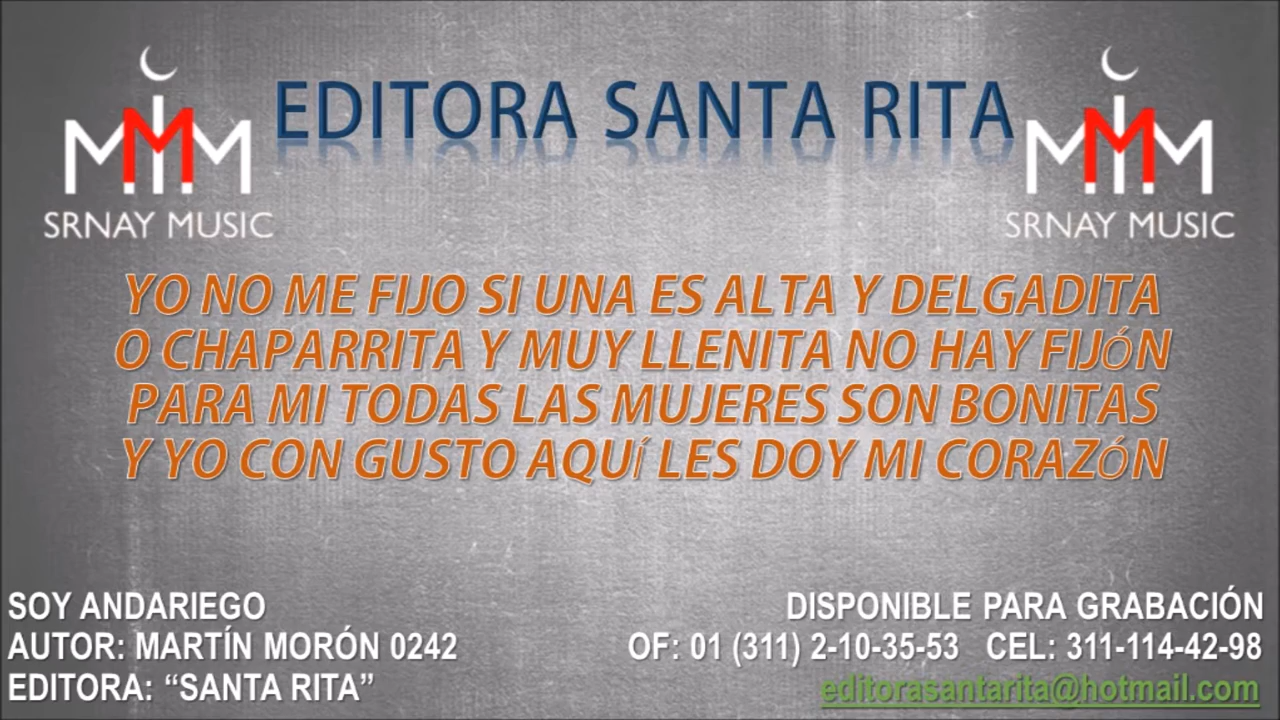 EDITORA SANTA RITA
SRNAY MUSIC
SRNAY MUSIC
YO NO ME FIJO SI UNA ES ALTA Y DELGADITA
O CHAPARRITA Y MUY LLENITA NO HAY FIJÓN
PARA MI TODAS LAS MUJERES SON BONITAS
Y YO CON GUSTO AQUÍ LES DOY MI CORAZÓN
SOY ANDARIEGO
AUTOR: MARTÍN MORÓN 0242
EDITORA: “SANTA RITA”
DISPONIBLE PARA GRABACIÓN
OF: 01 (311) 2-10-35-53 CEL: 311-114-42-98
editorasantarita@hotmail.com